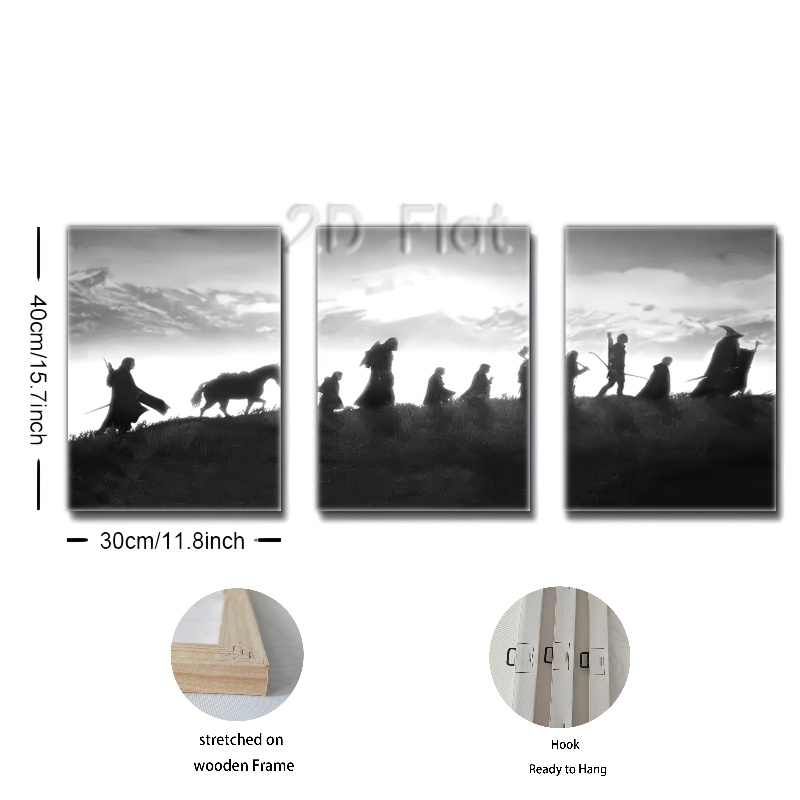 2D Flat
40cm/15.7inch
30cm/11.8inch
stretched on
wooden Frame
Hook
Ready to Hang